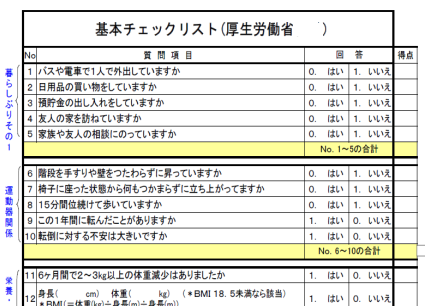 基本チェックリスト(厚生労働省　)
No 質問項目 回答 得点
暮らしぶりその1
1 バスや電車で1人で外出していますか 0. はい 1. いいえ
2 日用品の買い物をしていますか 0. はい 1. いいえ
3 預貯金の出し入れをしていますか 0. はい 1. いいえ
4 友人の家を訪ねていますか 0. はい 1. いいえ
5 家族や友人の相談にのっていますか 0. はい 1. いいえ
No. 1～5の合計
運動器関係
6 階段を手すりや壁をつたわらずに昇っていますか 0. はい 1. いいえ
7 椅子に座った状態から何もつかまらずに立ち上がってますか 0. はい 1. いいえ
8 15分間位続けて歩いていますか 0. はい 1. いいえ
9 この1年間に転んだことがありますか 1. はい 0. いいえ
10 転倒に対する不安は大きいですか 1. はい 0. いいえ
No. 6～10の合計
栄養・
11 6ヶ月間で2～3kg以上の体重減少はありましたか 1. はい 0. いいえ
12 身長( cm) 体重( kg) (*BMI 18.5未満なら該当) 1. はい 0. いいえ
*BMI(=体重(kg)÷身長(m)÷身長(m))